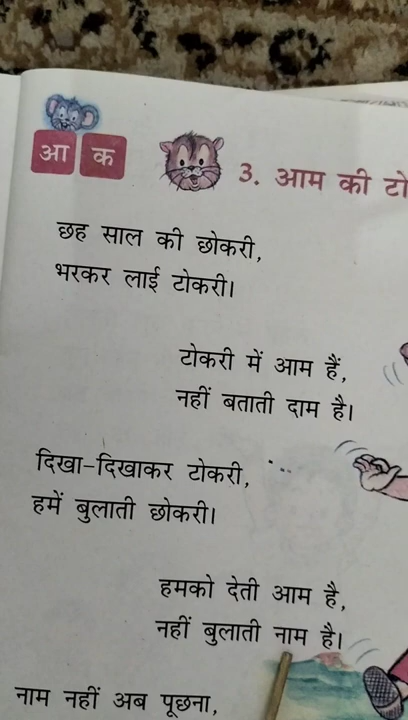 आ क
3. आम की
छह साल की छोकरी,
भरकर लाई टोकरी।
टोकरी में आम हैं,
नहीं बताती दाम है।
दिखा-दिखाकर टोकरी,
हमें बुलाती छोकरी।
हमको देती आम है,
नहीं बुलाती नाम है।
नाम नहीं अब पूछना,